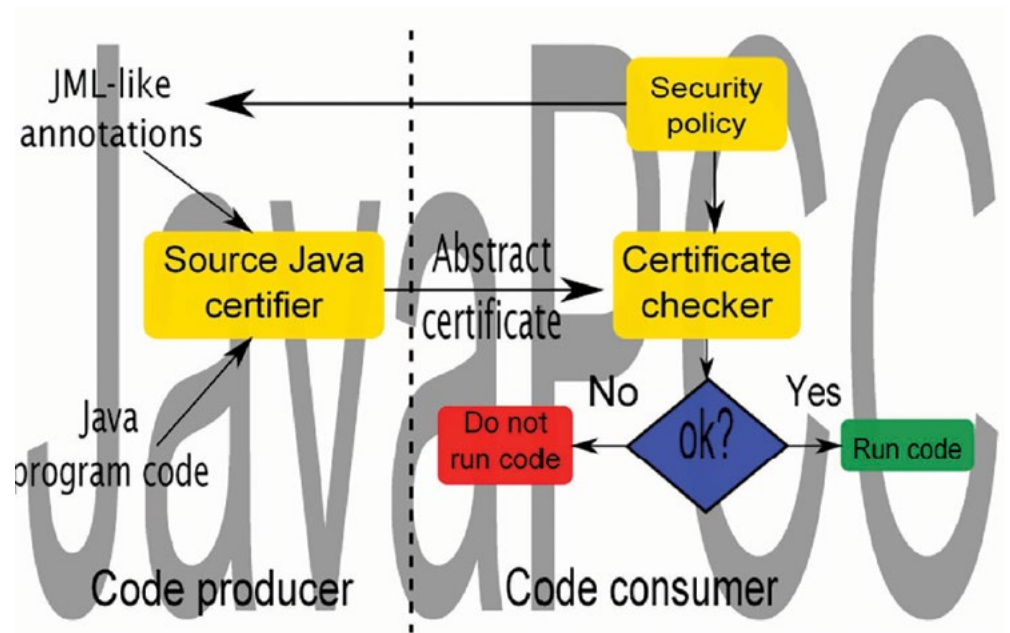 JavaPCC
JML-like
annotations
Security
policy
Source Java
certifier
Abstract
certificate
Certificate
checker
Java
program code
No
Yes
Do not
run code
ok?
Run code
Code producer
Code consumer